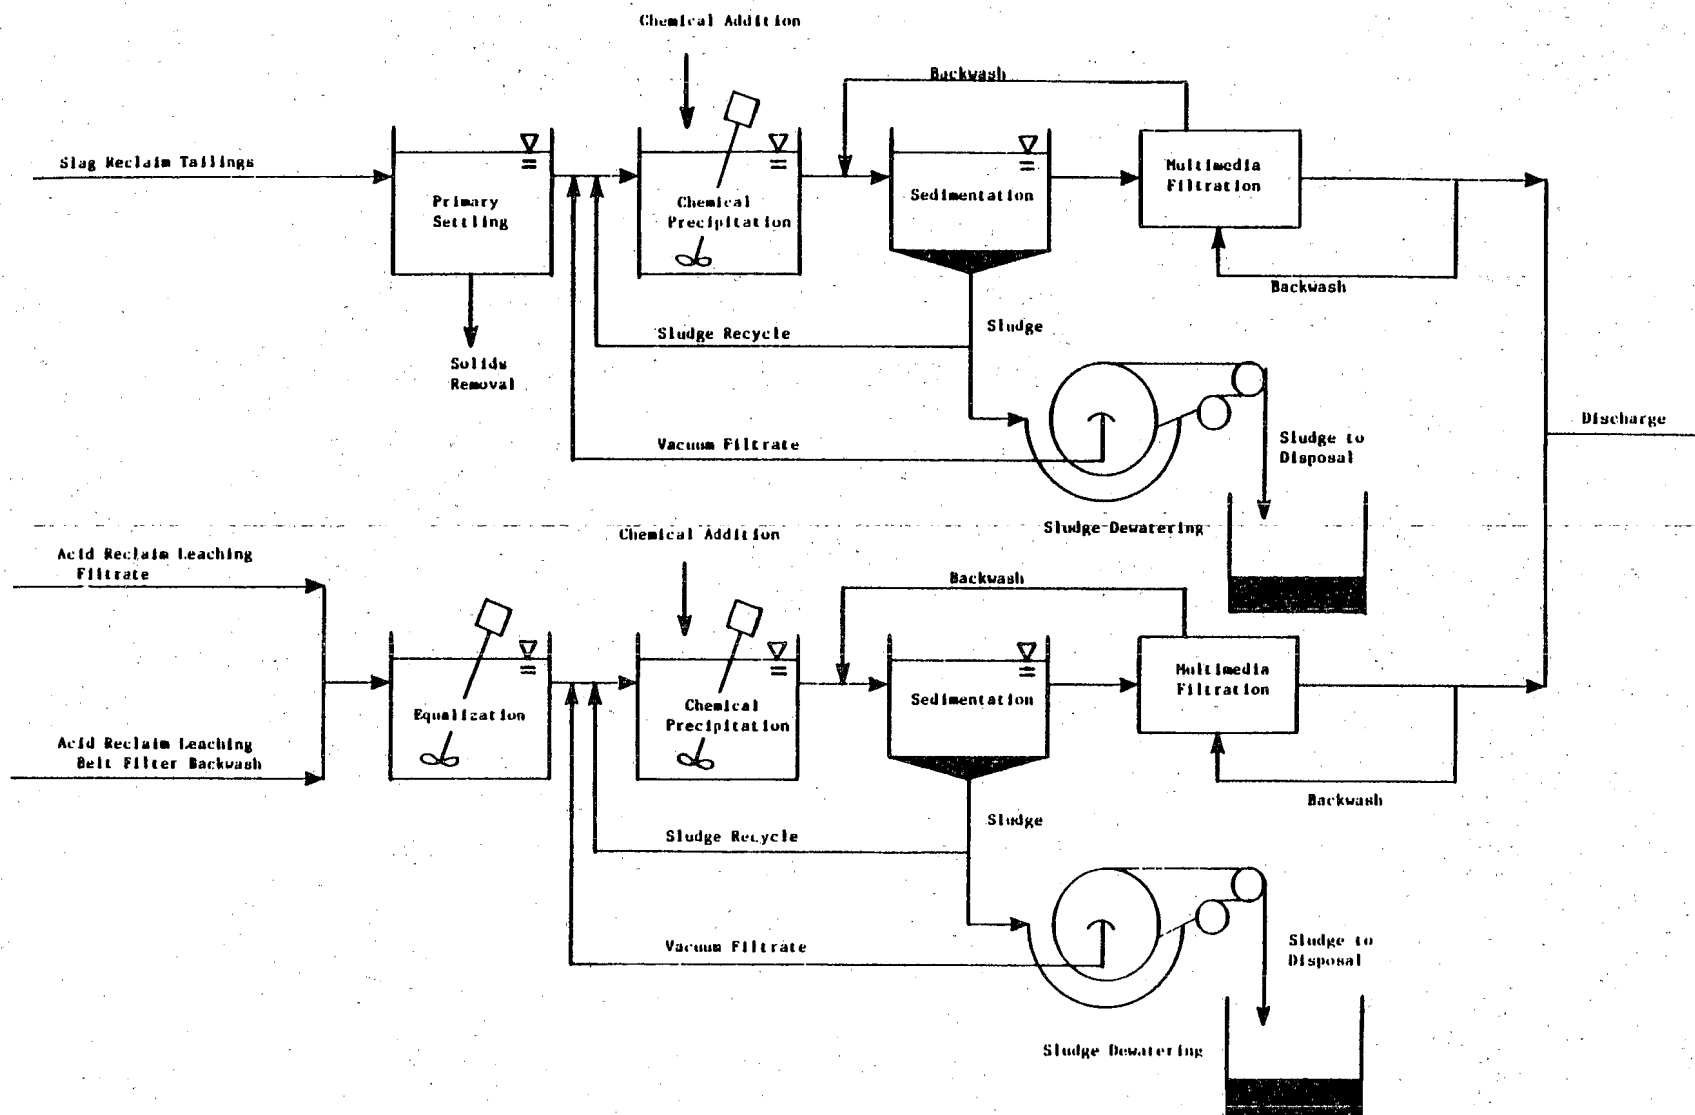 Chemical Addition
Backwash
Slag Reclaim Tailings
Primary
Settling
Chemical
Precipitation
Sedimentation
Multimedia
Filtration
Backwash
Solids
Removal
Sludge Recycle
Sludge
Vacuum Filtrate
Sludge to
Disposal
Discharge
Sludge Dewatering
Chemical Addition
Acid Reclaim Leaching
Filtrate
Backwash
Equalization
Chemical
Precipitation
Sedimentation
Multimedia
Filtration
Acid Reclaim Leaching
Belt Filter Backwash
Backwash
Sludge Recycle
Sludge
Vacuum Filtrate
Sludge to
Disposal
Sludge Dewatering